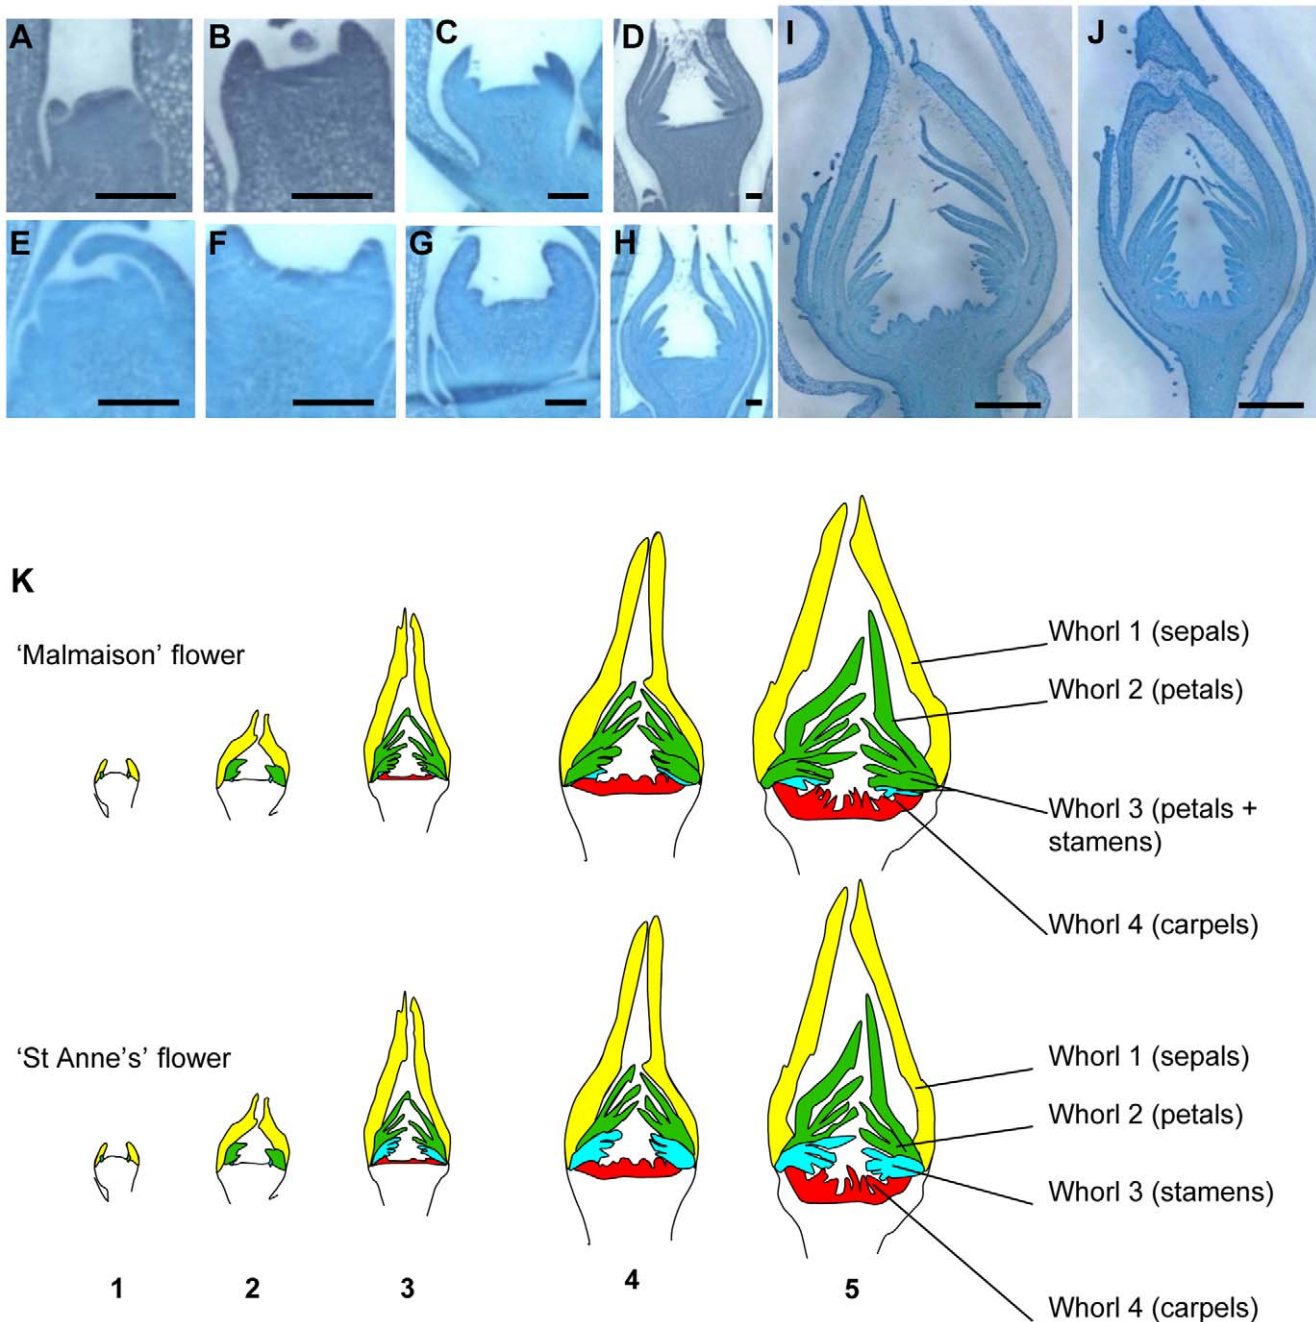 A
B
C
D
I
J
E
F
G
H
K
‘Malmaison’ flower
Whorl 1 (sepals)
Whorl 2 (petals)
Whorl 3 (petals +
stamens)
Whorl 4 (carpels)
‘St Anne’s’ flower
Whorl 1 (sepals)
Whorl 2 (petals)
Whorl 3 (stamens)
Whorl 4 (carpels)
1
2
3
4
5